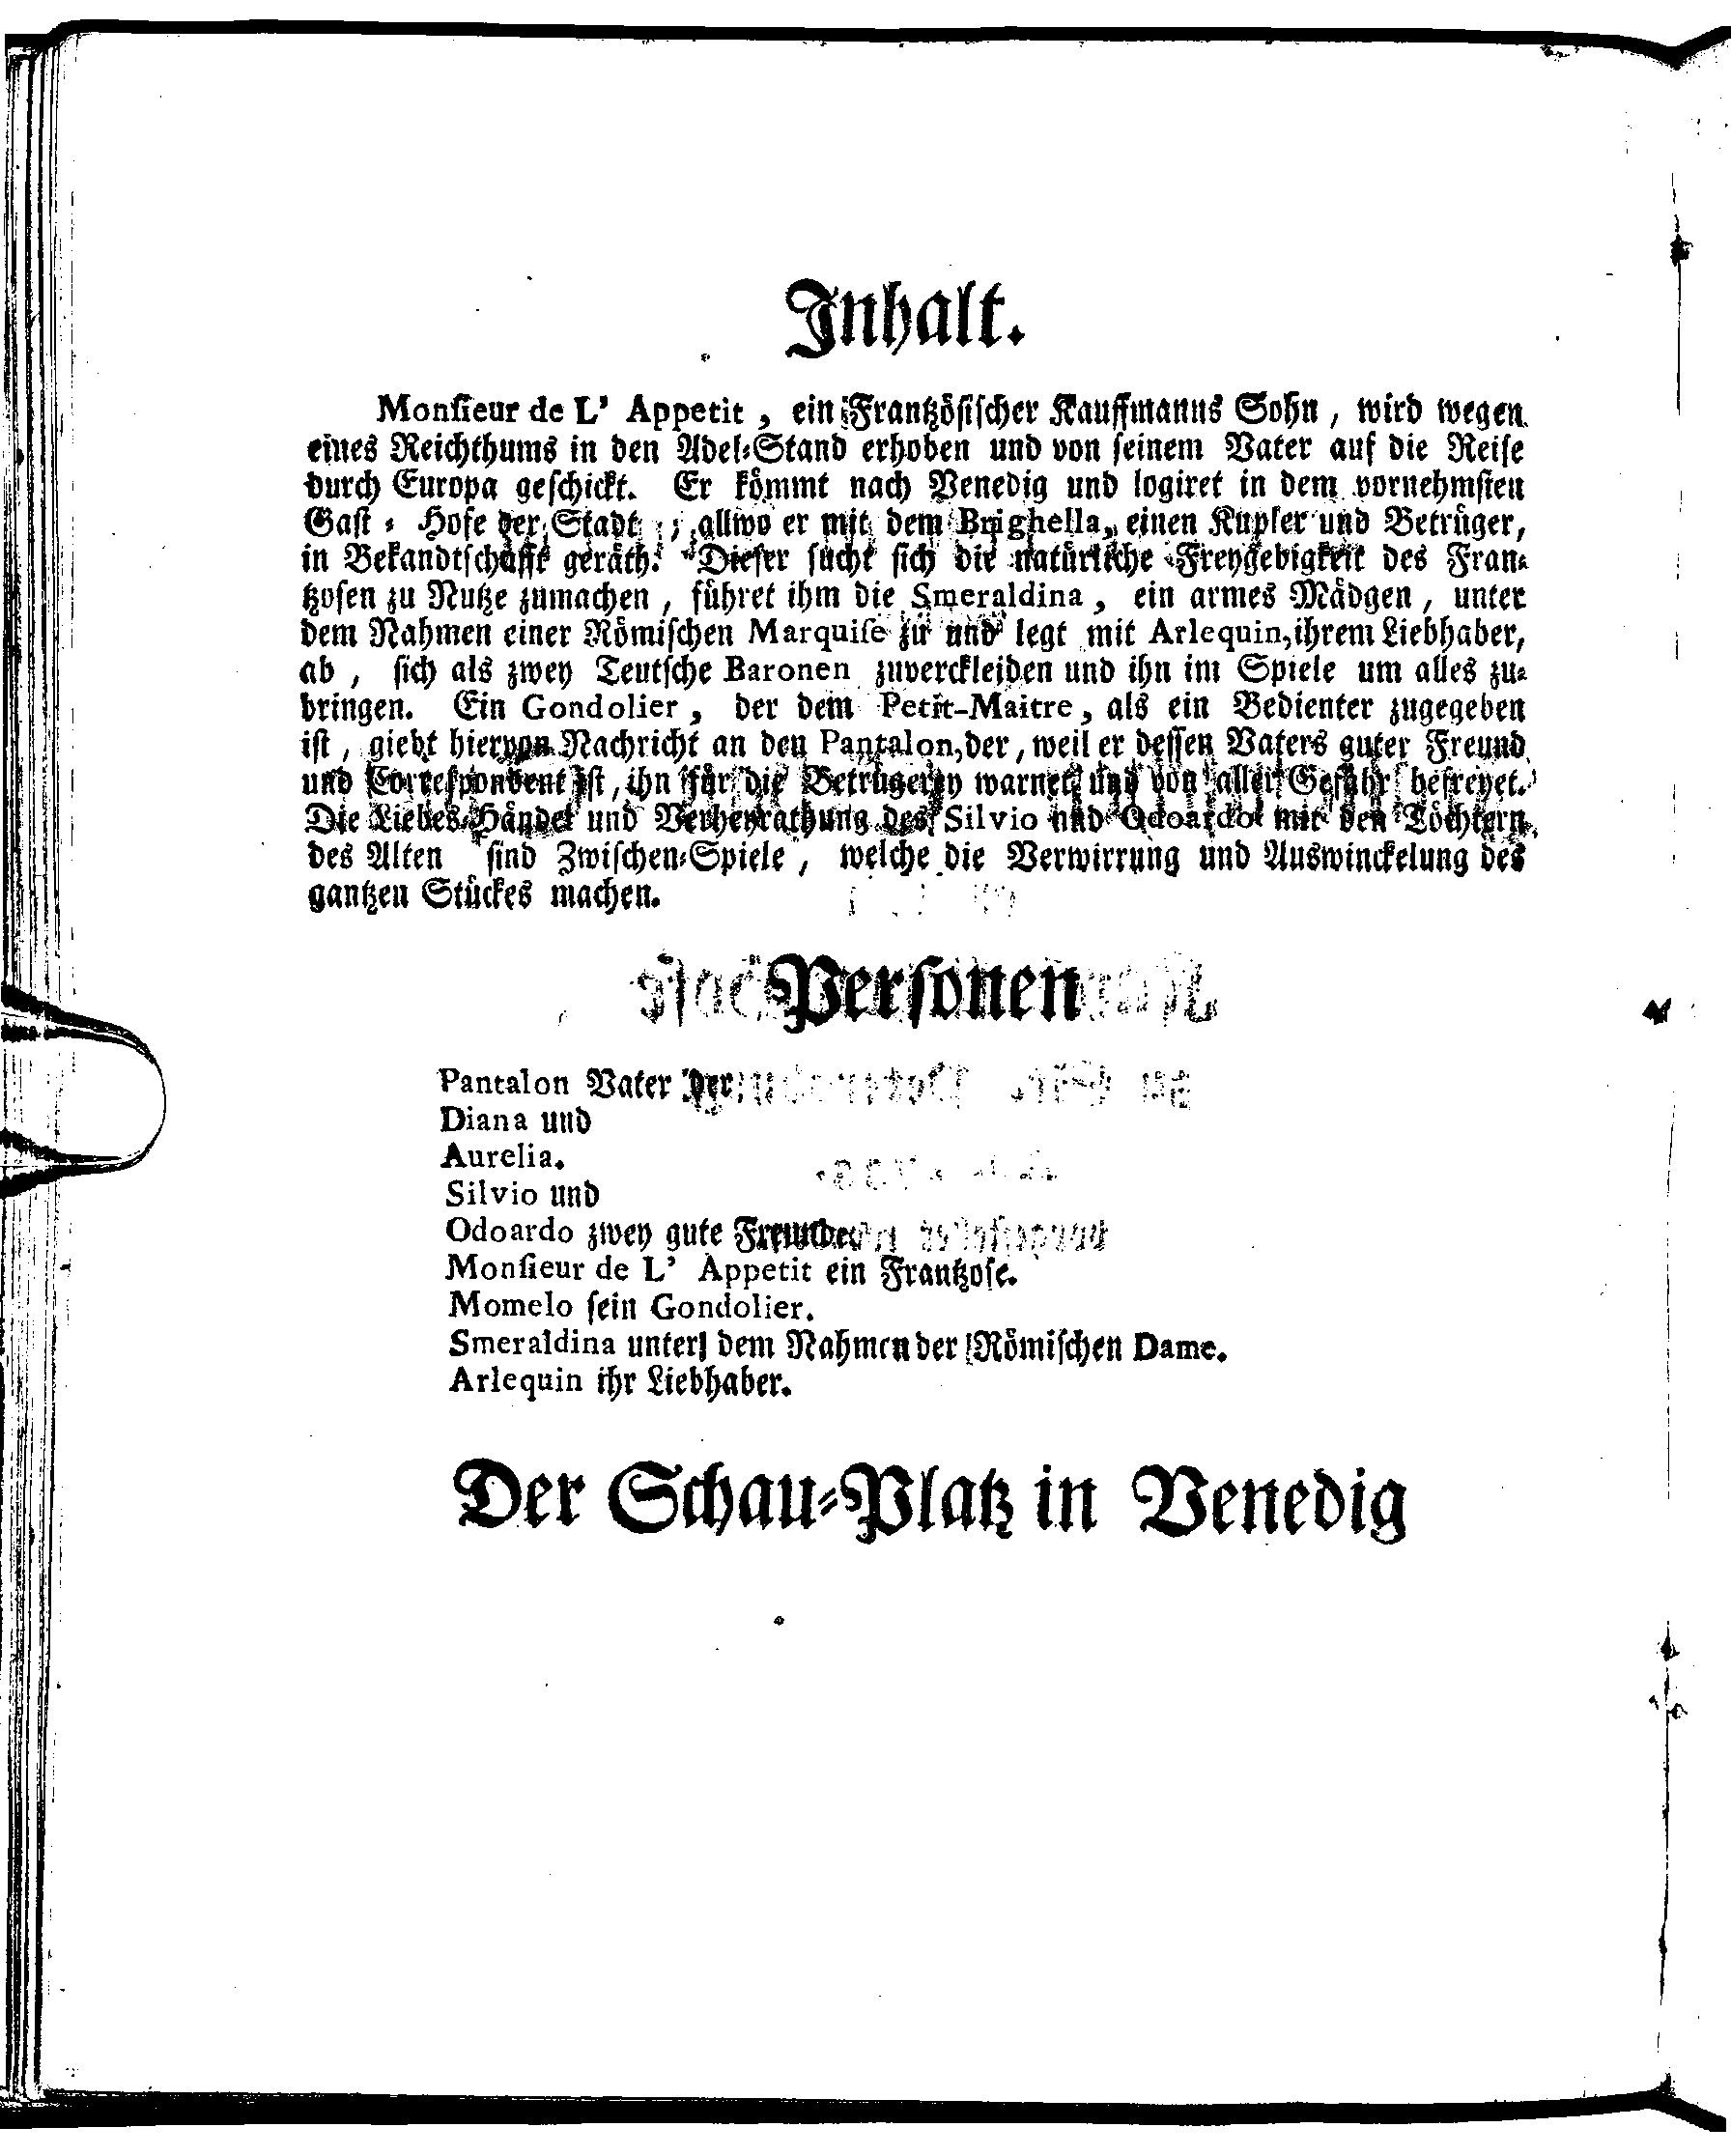 Inhalt.
Monſieur de L' Appetit, ein Frantzöſiſcher Kauffmanns Sohn, wird wegen
eines Reichthums in den Adel-Stand erhoben und von ſeinem Vater auf die Reiſe
durch Europa geſchickt. Er kömmt nach Venedig und logiret in dem vornehmſten
Gaſt-Hofe der Stadt, allwo er mit dem Brighella, einen Kupler und Betrüger,
in Bekandtſchafft geräth. Dieſer ſucht ſich die natürliche Freygebigkeit des Fran-
tzoſen zu Nutze zumachen, führet ihm die Smeraldina, ein armes Mädgen, unter
dem Nahmen einer Römiſchen Marquiſe zu und legt mit Arlequin, ihrem Liebhaber,
ab, ſich als zwey Teutſche Baronen zuverckleiden und ihn im Spiele um alles zu-
bringen. Ein Gondolier, der dem Petit-Maitre, als ein Bedienter zugegeben
iſt, giebt hiervon Nachricht an den Pantalon, der, weil er deſſen Vaters guter Freund
und Correſpondent iſt, ihn für die Betrügerey warnet und von aller Gefahr befreyet.
Die Liebes-Händel und Verheyrathung des Silvio und Odoardo mit den Töchtern
des Alten ſind Zwiſchen-Spiele, welche die Verwirrung und Auswinckelung des
gantzen Stückes machen.
Perſonen
Pantalon Vater der
Diana und
Aurelia.
Silvio und
Odoardo zwey gute Freunde.
Monſieur de L' Appetit ein Frantzoſe.
Momelo ſein Gondolier.
Smeraldina unter dem Nahmen der Römiſchen Dame.
Arlequin ihr Liebhaber.
Der Schau-Platz in Venedig